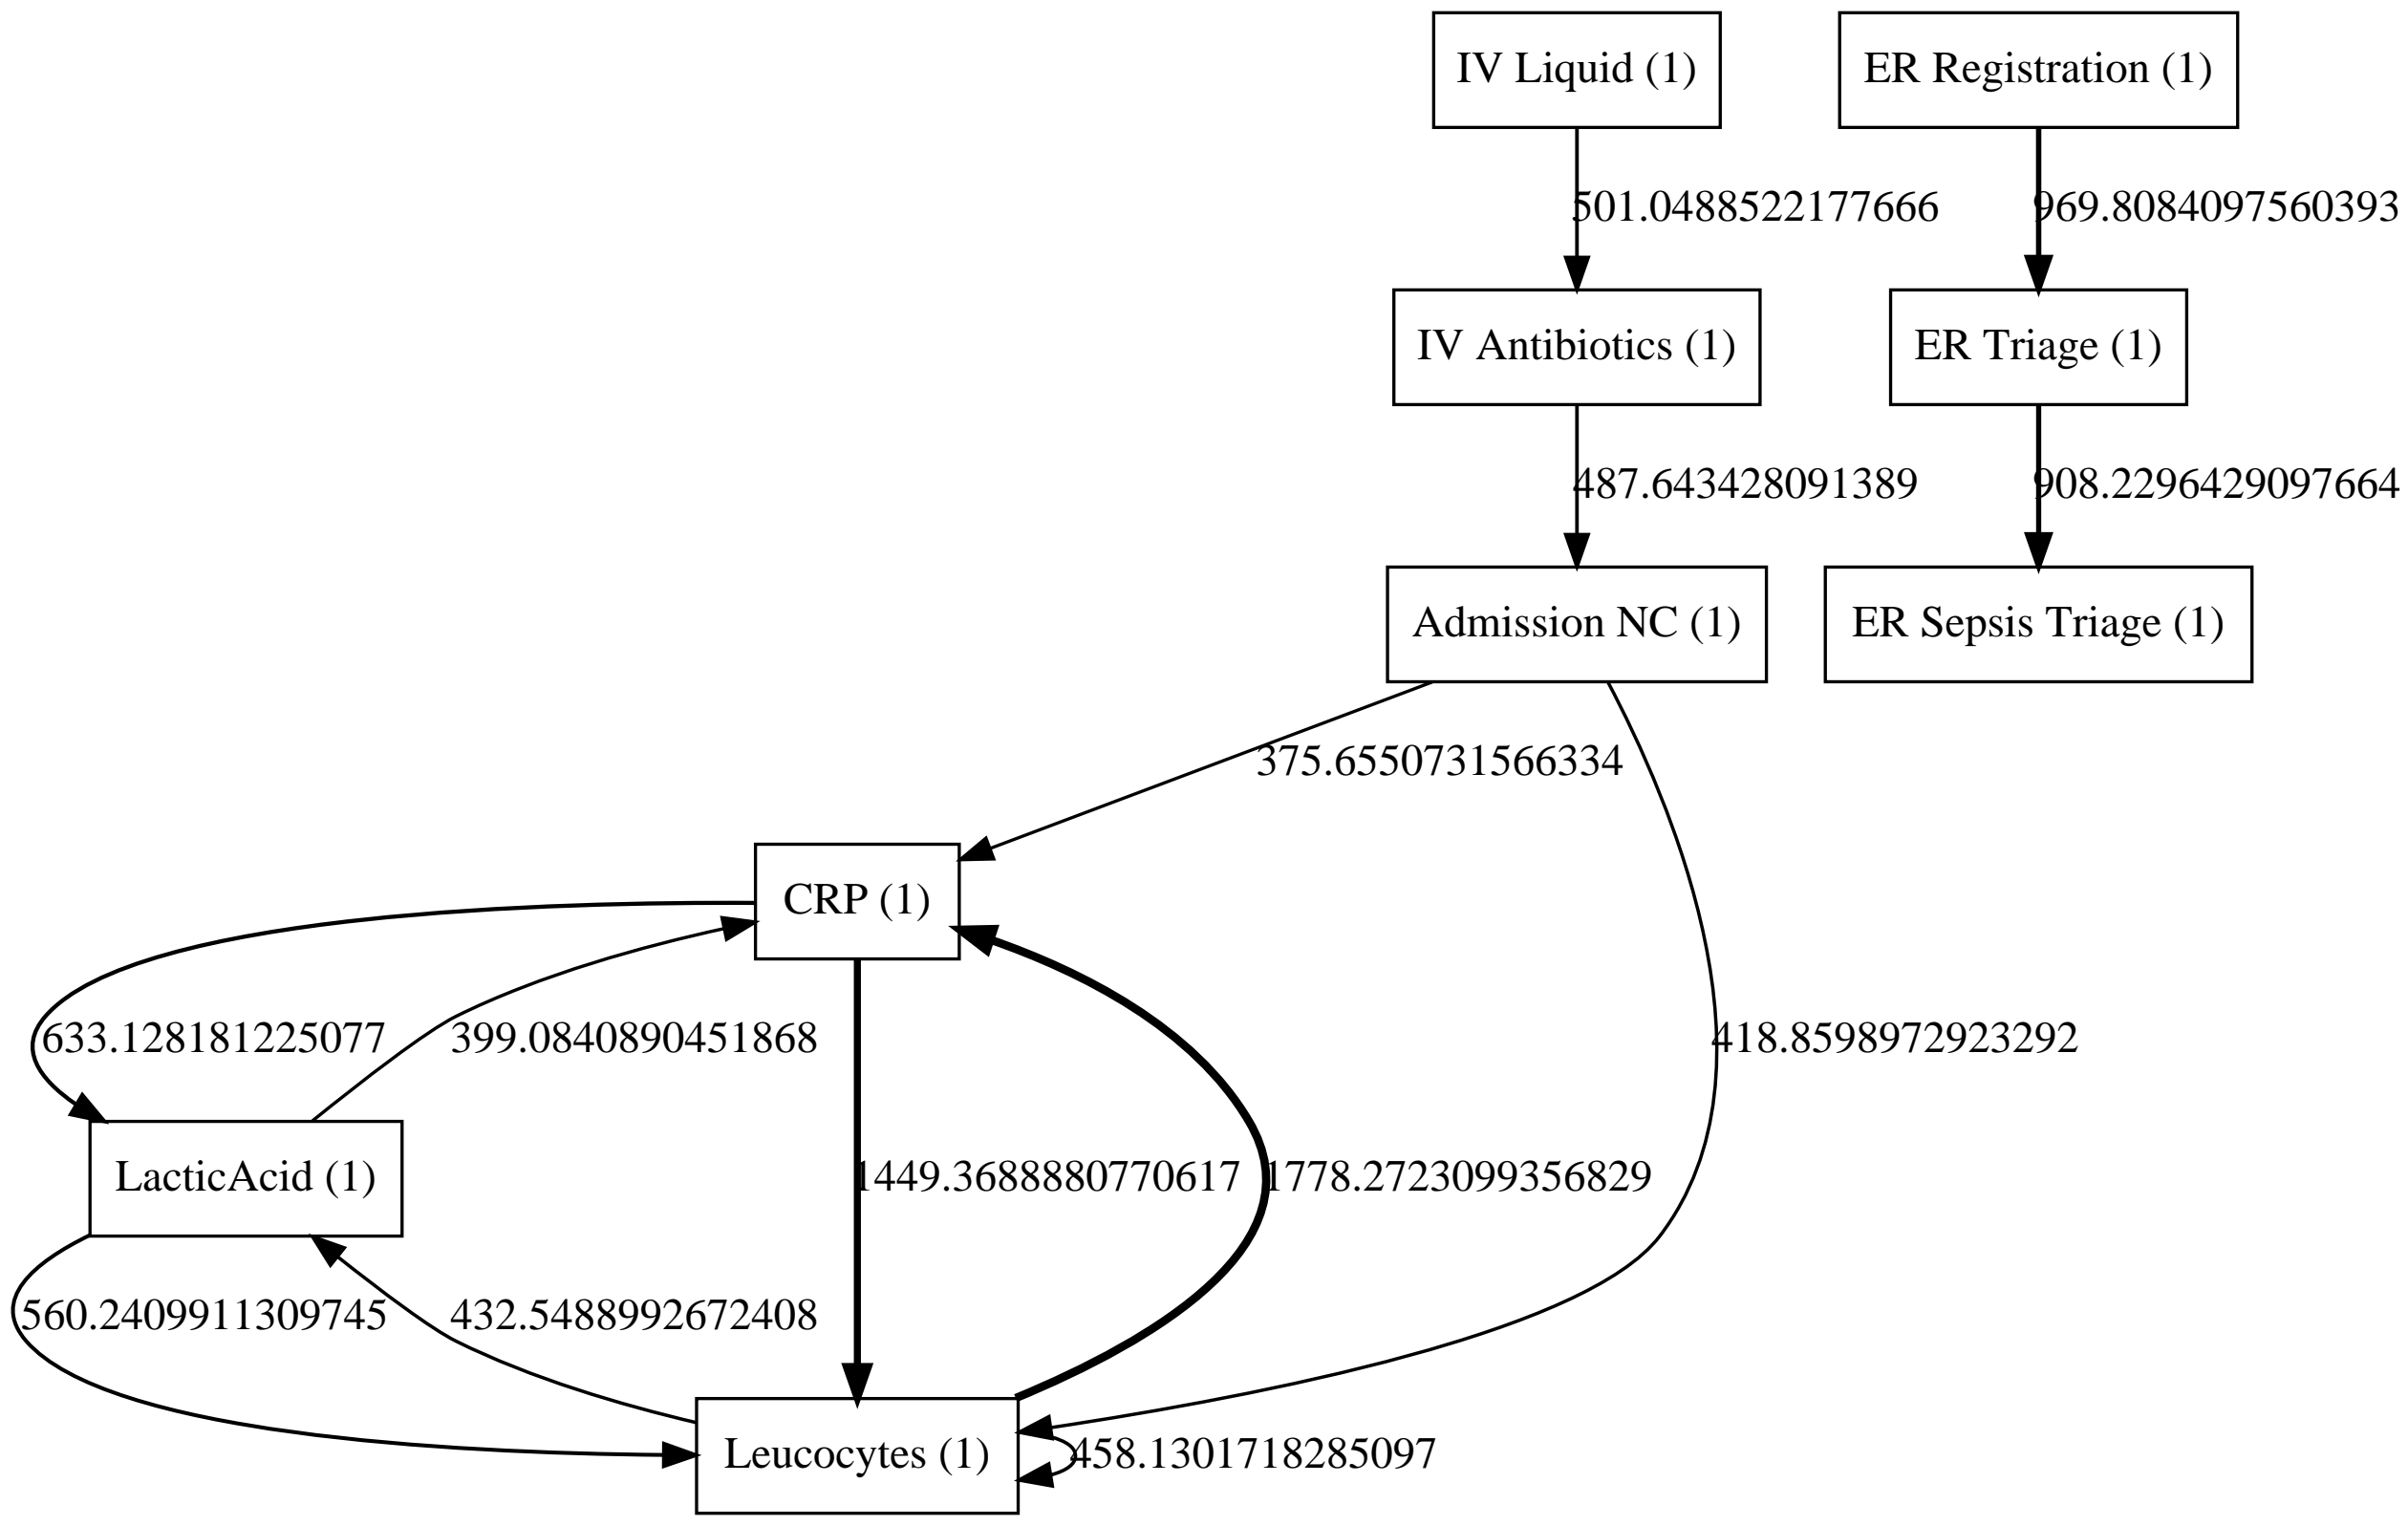 IV Liquid (1)
ER Registration (1)
501.0488522177666
969.8084097560393
IV Antibiotics (1)
ER Triage (1)
487.643428091389
908.2296429097664
Admission NC (1)
ER Sepsis Triage (1)
375.6550731566334
CRP (1)
633.128181225077
399.0840890451868
418.8598972923292
LacticAcid (1)
1449.3688880770617
1778.2723099356829
560.2409911309745
432.5488992672408
Leucocytes (1)
458.1301718285097